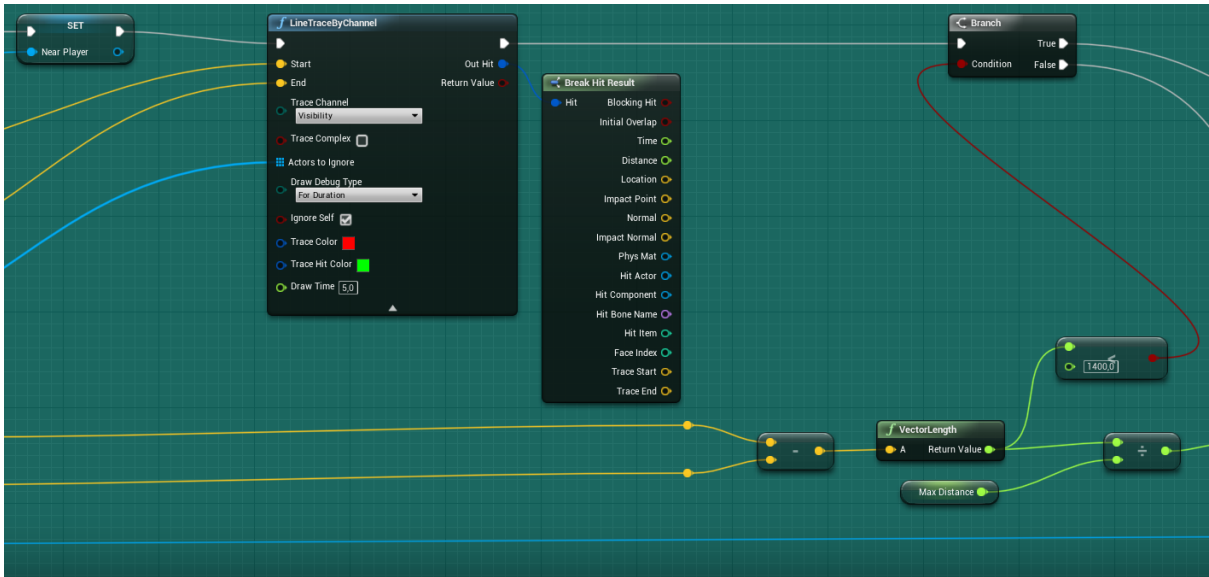 SET
Near Player
f LineTraceByChannel
Start
Out Hit
End
Return Value
Trace Channel
Visibility
Trace Complex
Actors to Ignore
Draw Debug Type
For Duration
Ignore Self
Trace Color
Trace Hit Color
Draw Time 5,0
Break Hit Result
Hit
Blocking Hit
Initial Overlap
Time
Distance
Location
Impact Point
Normal
Impact Normal
Phys Mat
Hit Actor
Hit Component
Hit Bone Name
Hit Item
Face Index
Trace Start
Trace End
Branch
True
Condition
False
<
1400,0
-
f VectorLength
A
Return Value
÷
Max Distance